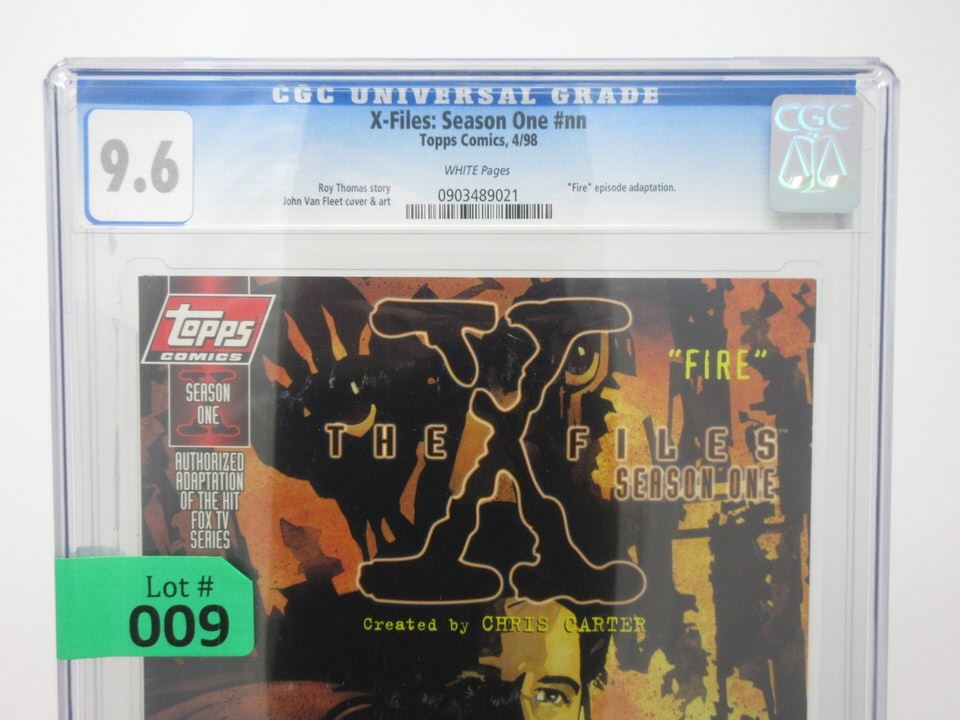 CGC UNIVERSAL GRADE
9.6
X-Files: Season One #nn
Topps Comics, 4/98
WHITE Pages
Roy Thomas story
John Van Fleet cover & art
0903489021
"Fire" episode adaptation.
CGC
topps
COMICS
SEASON
ONE
AUTHORIZED
ADAPTATION
OF THE HIT
FOX TV
SERIES
"FIRE"
THE X FILES™
SEASON ONE
Created by CHRIS CARTER
Lot #
009